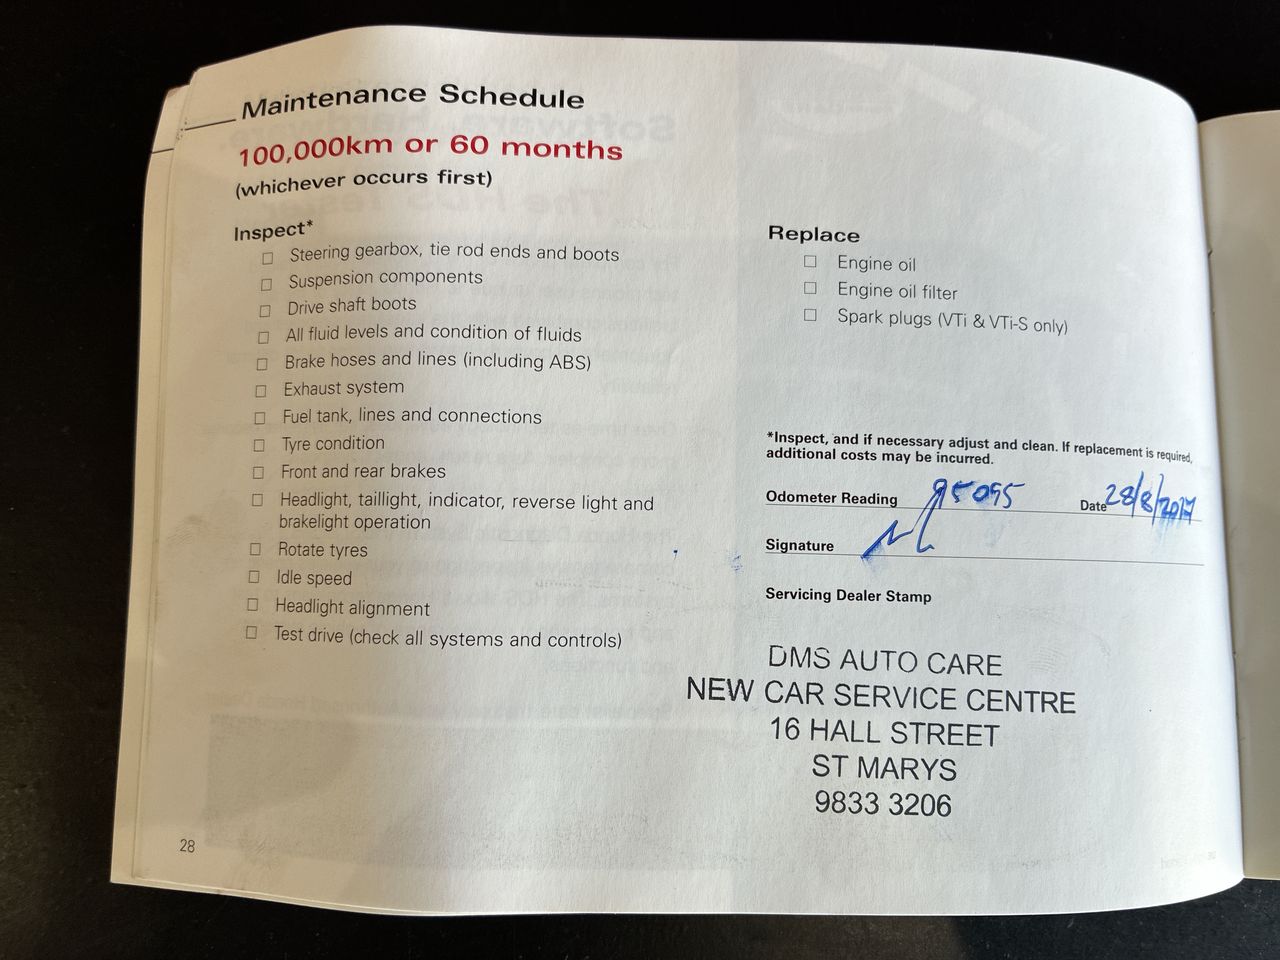 Maintenance Schedule
100,000km or 60 months
(whichever occurs first)
Inspect*
Steering gearbox, tie rod ends and boots
Suspension components
Drive shaft boots
All fluid levels and condition of fluids
Brake hoses and lines (including ABS)
Exhaust system
Fuel tank, lines and connections
Tyre condition
Front and rear brakes
Headlight, taillight, indicator, reverse light and
brakelight operation
Rotate tyres
Idle speed
Headlight alignment
Test drive (check all systems and controls)
Replace
Engine oil
Engine oil filter
Spark plugs (VTi & VTi-S only)
*Inspect, and if necessary adjust and clean. If replacement is required,
additional costs may be incurred.
Odometer Reading 95095 Date 28/8/2017
Signature
Servicing Dealer Stamp
DMS AUTO CARE
NEW CAR SERVICE CENTRE
16 HALL STREET
ST MARYS
9833 3206
28